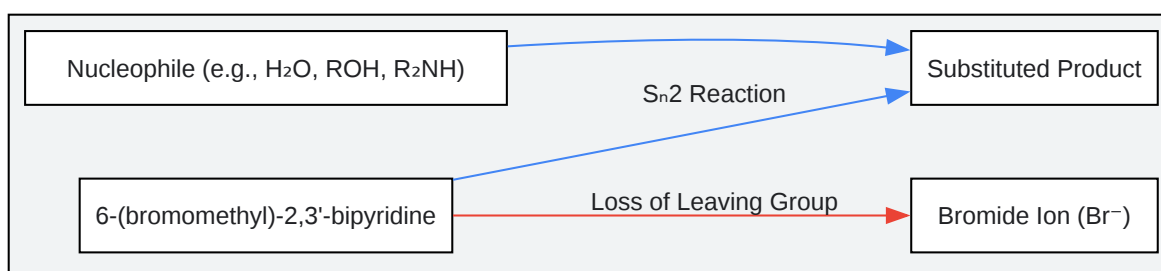 Nucleophile (e.g., H₂O, ROH, R₂NH)
Substituted Product
Sₙ2 Reaction
6-(bromomethyl)-2,3'-bipyridine
Loss of Leaving Group
Bromide Ion (Br⁻)